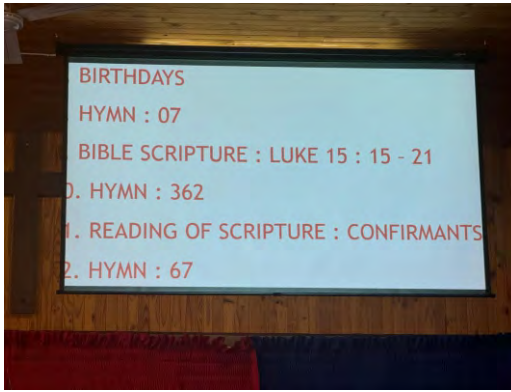 BIRTHDAYS
HYMN : 07
BIBLE SCRIPTURE : LUKE 15 : 15 - 21
0. HYMN : 362
1. READING OF SCRIPTURE : CONFIRMANTS
2. HYMN : 67